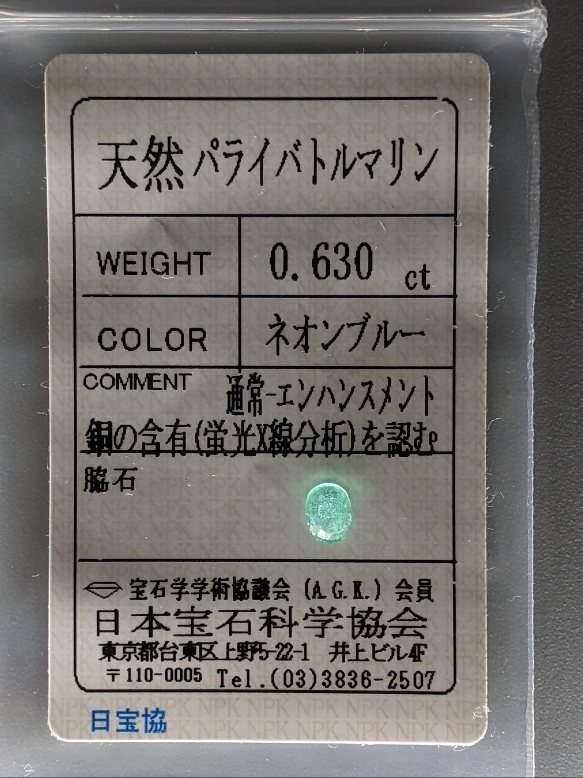 天然パライバトルマリン
WEIGHT 0.630 ct
COLOR ネオンブルー
COMMENT 通常-エンハンスメント
銅の含有(蛍光X線分析)を認む。
脇石
宝石学学術協議会 (A.G.K.) 会員
日本宝石科学協会
東京都台東区上野5-22-1 井上ビル4F
〒110-0005 Tel.(03)3836-2507
日宝協